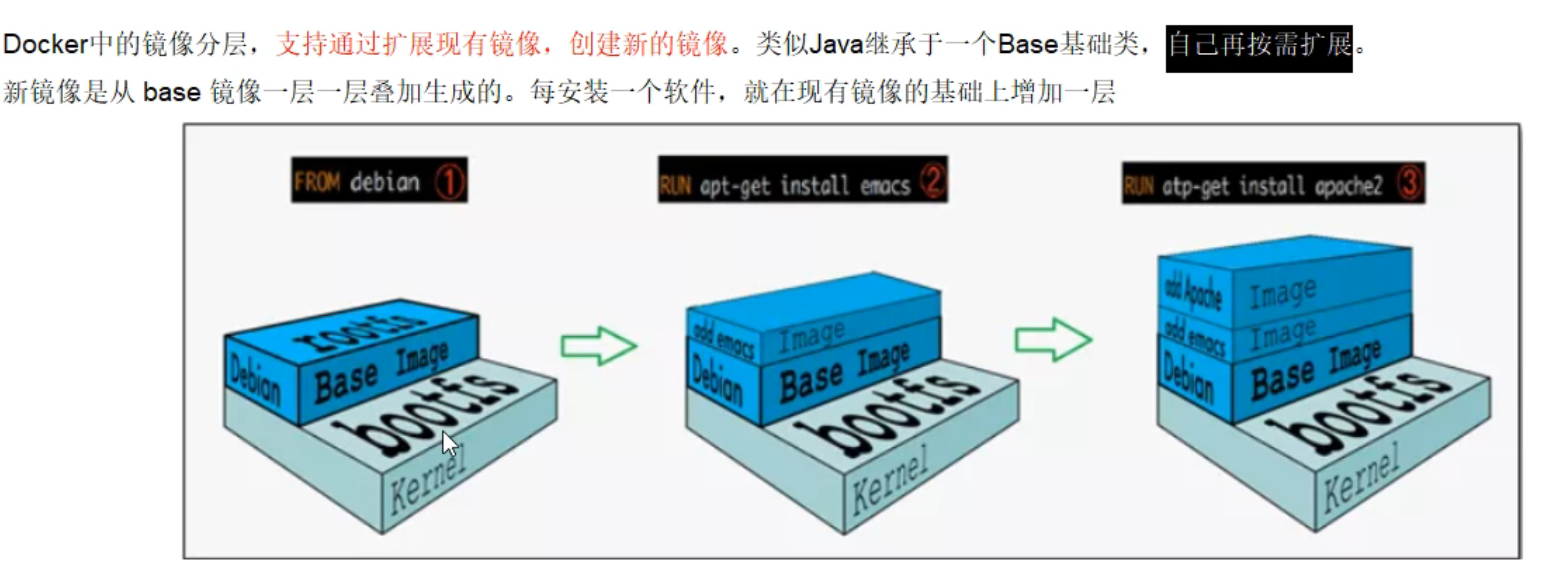 Docker中的镜像分层，支持通过扩展现有镜像，创建新的镜像。类似Java继承于一个Base基础类，自己再按需扩展。
新镜像是从 base 镜像一层一层叠加生成的。每安装一个软件，就在现有镜像的基础上增加一层
FROM debian ①
RUN apt-get install emacs ②
RUN atp-get install apache2 ③
rootfs
Debian
Base Image
bootfs
Kernel
add emacs
Image
Debian
Base Image
bootfs
Kernel
add Apache
Image
add emacs
Image
Debian
Base Image
bootfs
Kernel